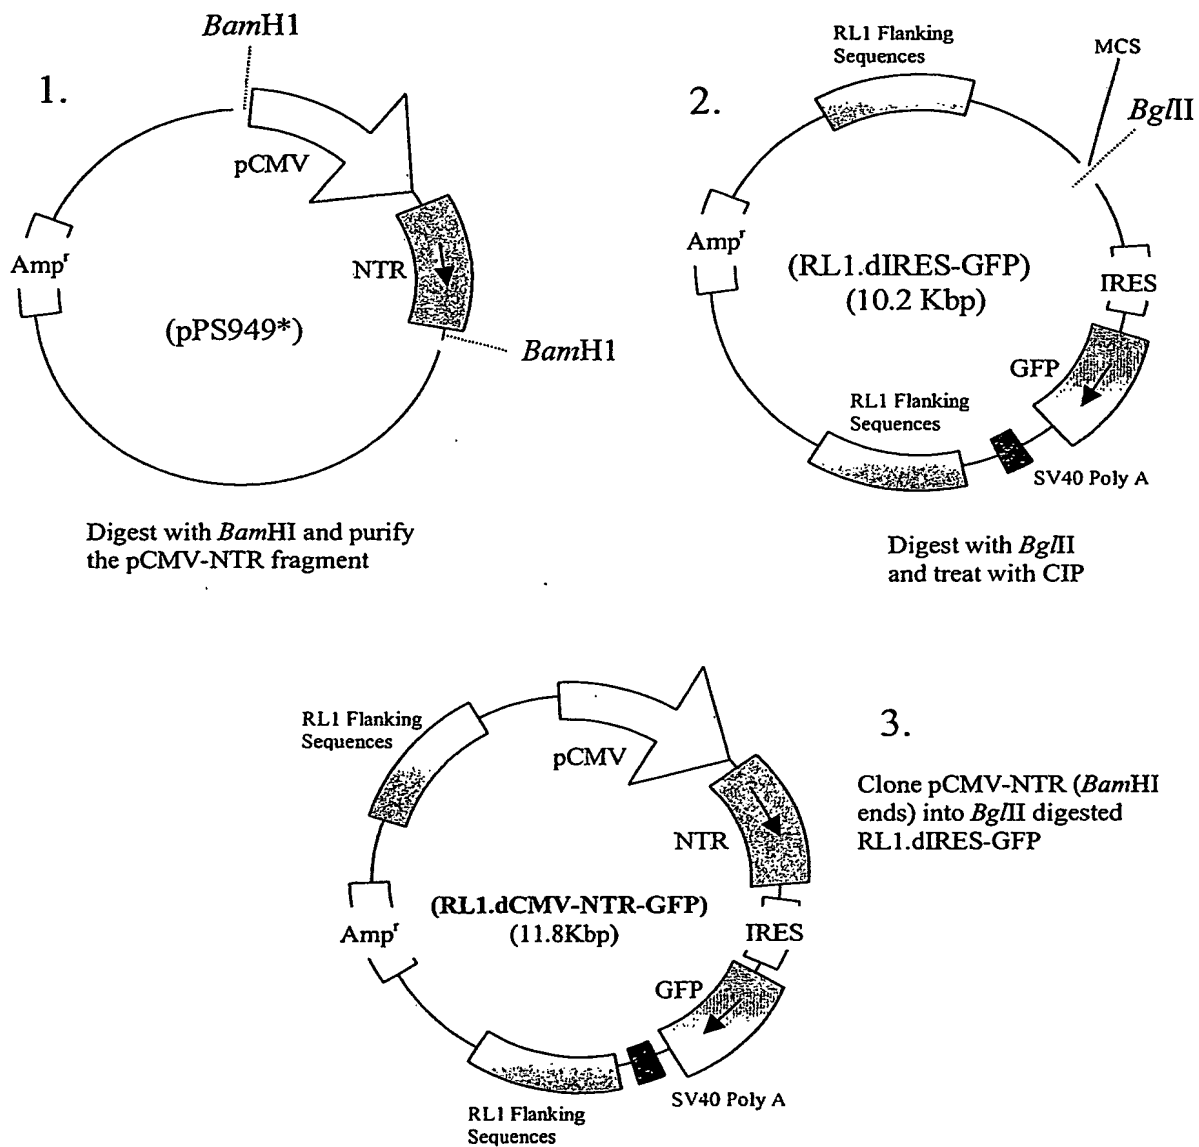 1.
BamH1
pCMV
Ampʳ
NTR
(pPS949*)
BamH1
Digest with BamHI and purify
the pCMV-NTR fragment
2.
RL1 Flanking
Sequences
MCS
BglII
Ampʳ
(RL1.dIRES-GFP)
(10.2 Kbp)
IRES
GFP
RL1 Flanking
Sequences
SV40 Poly A
Digest with BglII
and treat with CIP
3.
RL1 Flanking
Sequences
pCMV
NTR
Clone pCMV-NTR (BamHI
ends) into BglII digested
RL1.dIRES-GFP
(RL1.dCMV-NTR-GFP)
(11.8Kbp)
Ampʳ
IRES
GFP
SV40 Poly A
RL1 Flanking
Sequences